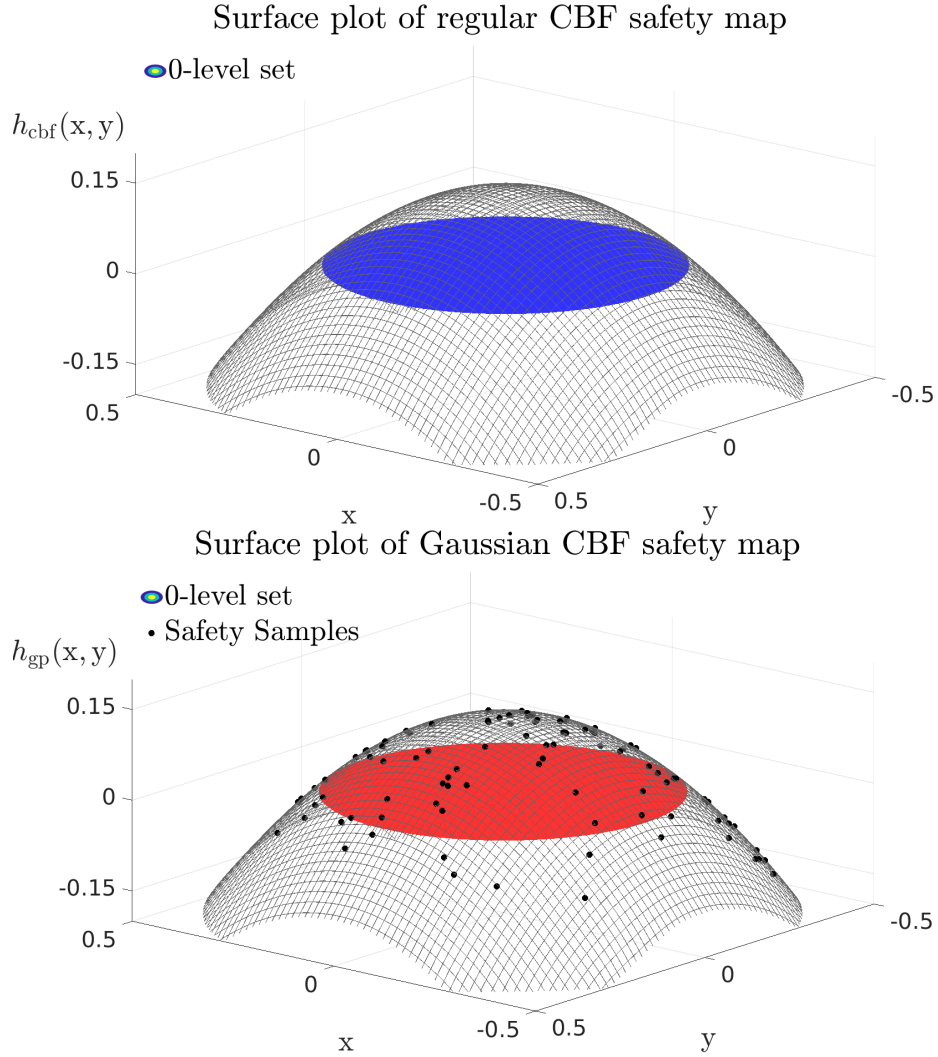 Surface plot of regular CBF safety map
0-level set
h_cbf(x, y)
0.15
0
-0.15
0.5
0
-0.5
x
0.5
0
-0.5
y
Surface plot of Gaussian CBF safety map
0-level set
Safety Samples
h_gp(x, y)
0.15
0
-0.15
0.5
0
-0.5
x
0.5
0
-0.5
y